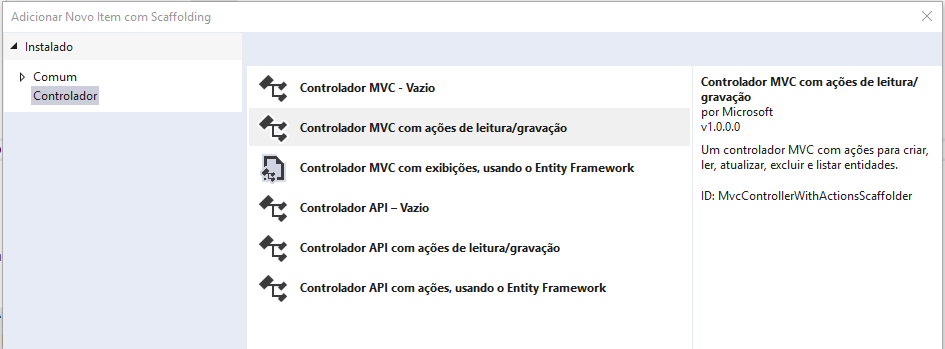 Adicionar Novo Item com Scaffolding
Instalado
Comum
Controlador
Controlador MVC - Vazio
Controlador MVC com ações de leitura/gravação
Controlador MVC com exibições, usando o Entity Framework
Controlador API – Vazio
Controlador API com ações de leitura/gravação
Controlador API com ações, usando o Entity Framework
Controlador MVC com ações de leitura/
gravação
por Microsoft
v1.0.0.0
Um controlador MVC com ações para criar,
ler, atualizar, excluir e listar entidades.
ID: MvcControllerWithActionsScaffolder